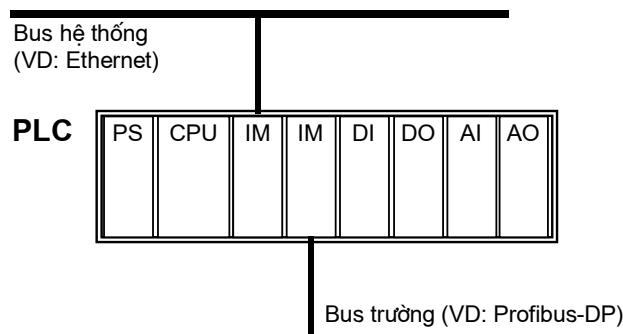 Bus hệ thống
(VD: Ethernet)
PLC PS CPU IM IM DI DO AI AO
Bus trường (VD: Profibus-DP)